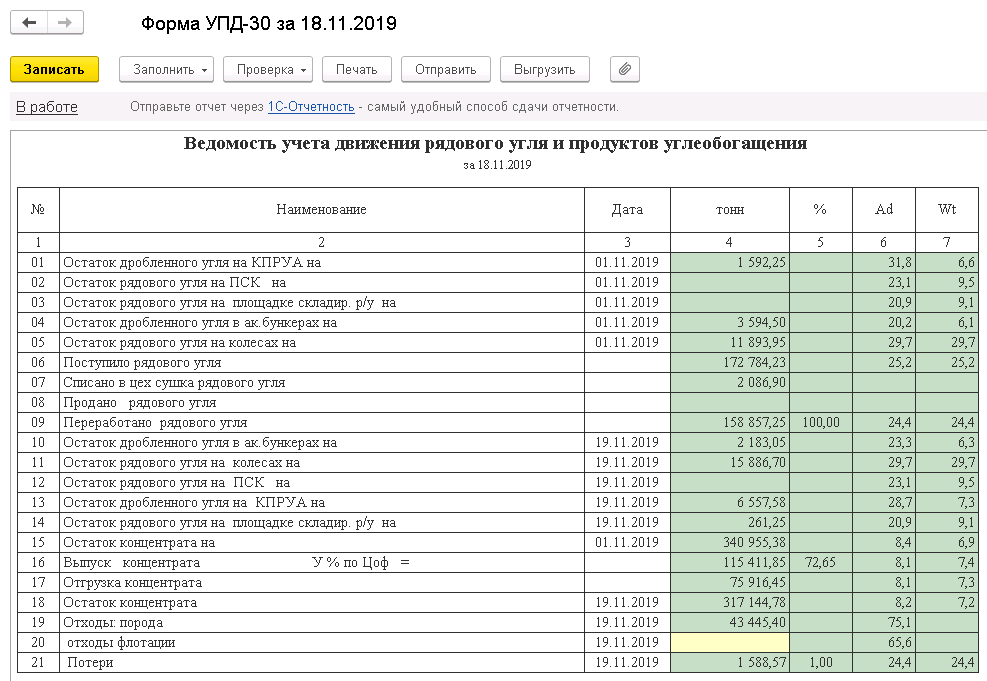 Форма УПД-30 за 18.11.2019
Записать Заполнить Проверка Печать Отправить Выгрузить
В работе Отправьте отчет через 1С-Отчетность - самый удобный способ сдачи отчетности.
Ведомость учета движения рядового угля и продуктов углеобогащения
за 18.11.2019
№ Наименование Дата тонн % Ad Wt
1 2 3 4 5 6 7
01 Остаток дробленного угля на КПРУА на 01.11.2019 1 592,25 31,8 6,6
02 Остаток рядового угля на ПСК на 01.11.2019 23,1 9,5
03 Остаток рядового угля на площадке складир. р/у на 01.11.2019 20,9 9,1
04 Остаток дробленного угля в ак.бункерах на 01.11.2019 3 594,50 20,2 6,1
05 Остаток рядового угля на колесах на 01.11.2019 11 893,95 29,7 29,7
06 Поступило рядового угля 172 784,23 25,2 25,2
07 Списано в цех сушка рядового угля 2 086,90
08 Продано рядового угля
09 Переработано рядового угля 158 857,25 100,00 24,4 24,4
10 Остаток дробленного угля в ак.бункерах на 19.11.2019 2 183,05 23,3 6,3
11 Остаток рядового угля на колесах на 19.11.2019 15 886,70 29,7 29,7
12 Остаток рядового угля на ПСК на 19.11.2019 23,1 9,5
13 Остаток дробленного угля на КПРУА на 19.11.2019 6 557,58 28,7 7,3
14 Остаток рядового угля на площадке складир. р/у на 19.11.2019 261,25 20,9 9,1
15 Остаток концентрата на 01.11.2019 340 955,38 8,4 6,9
16 Выпуск концентрата У % по Цоф = 115 411,85 72,65 8,1 7,4
17 Отгрузка концентрата 75 916,45 8,1 7,3
18 Остаток концентрата 19.11.2019 317 144,78 8,2 7,2
19 Отходы: порода 19.11.2019 43 445,40 75,1
20 отходы флотации 19.11.2019 65,6
21 Потери 19.11.2019 1 588,57 1,00 24,4 24,4